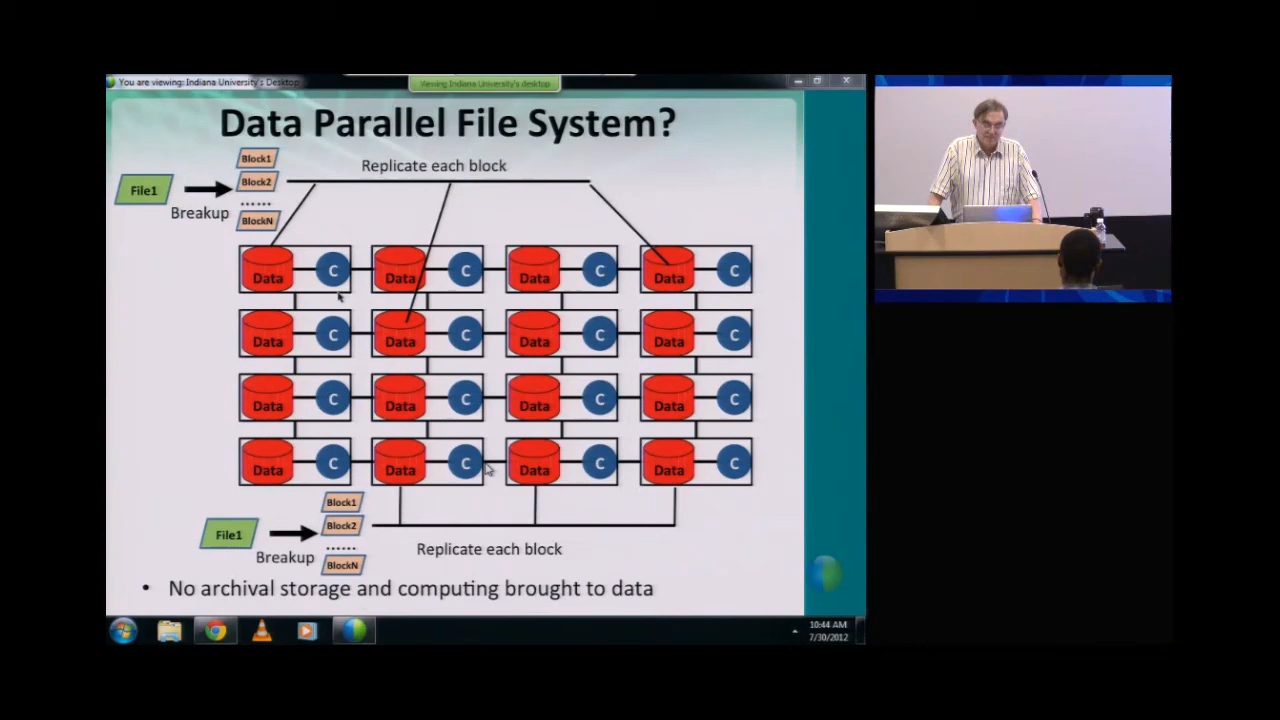 You are viewing: Indiana University's Desktop
Viewing Indiana University's desktop
Data Parallel File System?
Replicate each block
Block1
File1
Block2
Breakup
......
BlockN
Data C Data C Data C Data C
Data C Data C Data C Data C
Data C Data C Data C Data C
Data C Data C Data C Data C
Block1
File1
Block2
Breakup
......
BlockN
Replicate each block
• No archival storage and computing brought to data
10:44 AM
7/30/2012